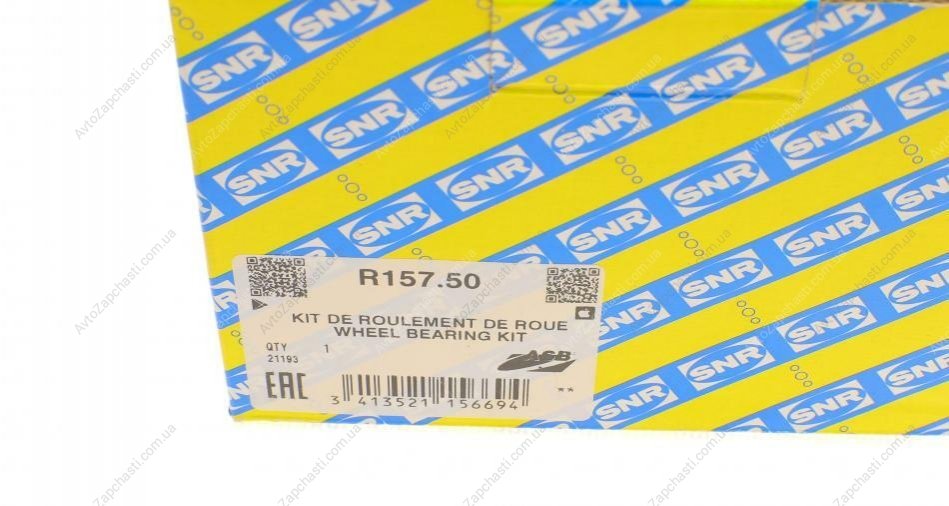 SNR
R157.50
KIT DE ROULEMENT DE ROUE
WHEEL BEARING KIT
QTY 1
21193
ASB
EAC
**
3 413521 156694
AvtoZapchasti.com.ua